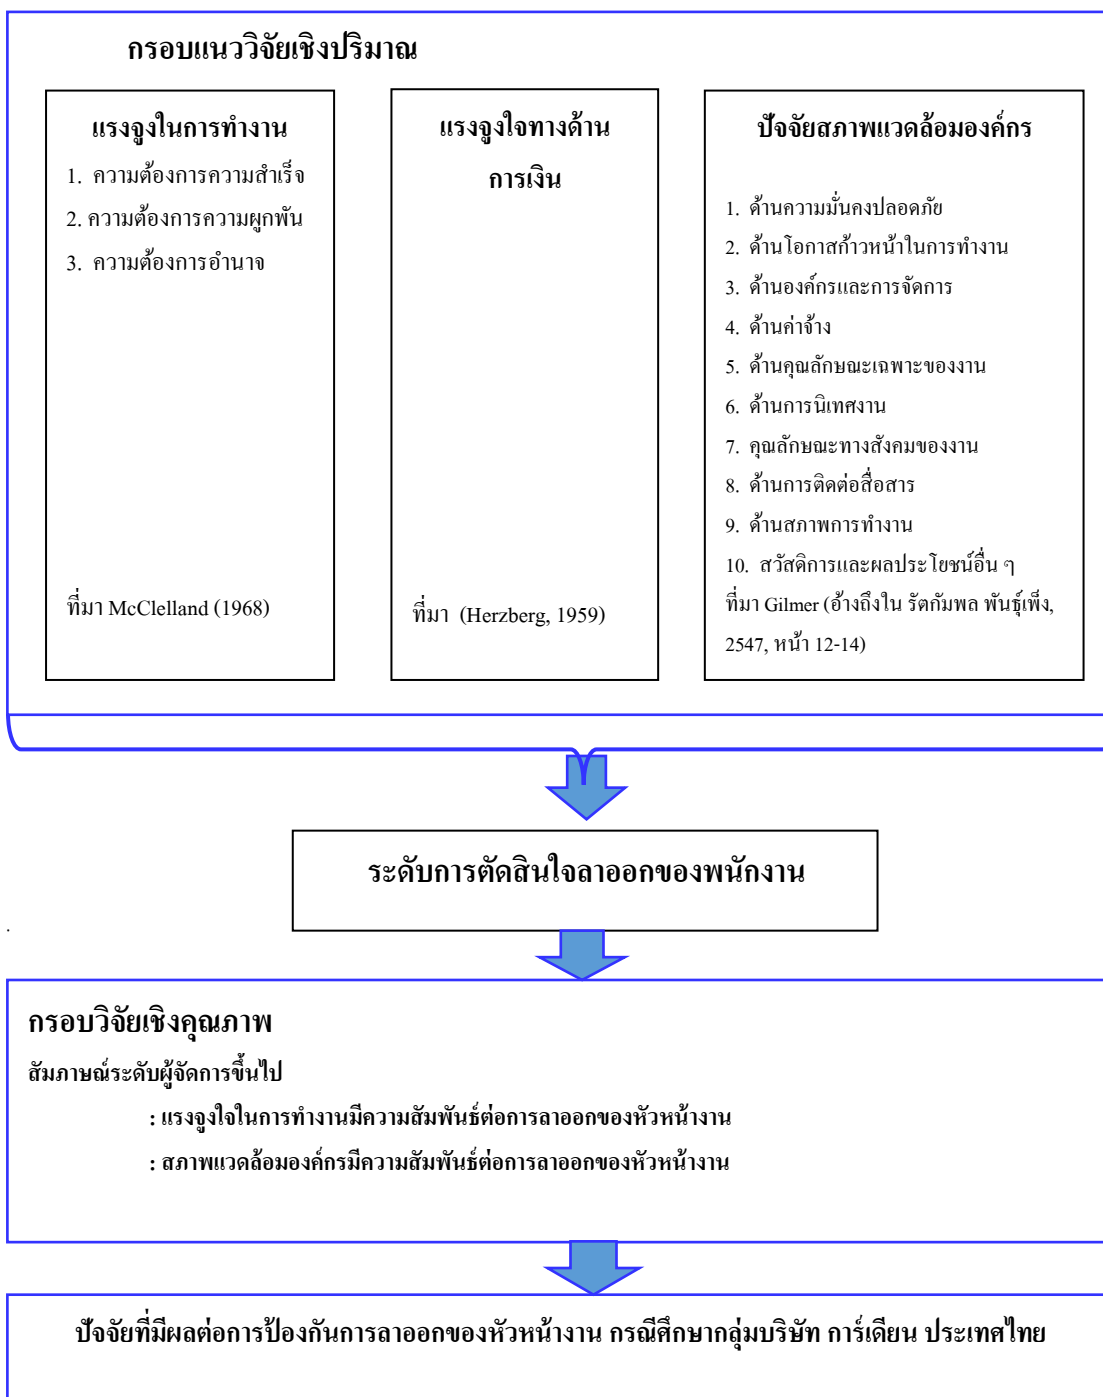 กรอบแนววิจัยเชิงปริมาณ
แรงจูงในการทำงาน
1. ความต้องการความสำเร็จ
2. ความต้องการความผูกพัน
3. ความต้องการอำนาจ
ที่มา McClelland (1968)
แรงจูงใจทางด้าน
การเงิน
ที่มา (Herzberg, 1959)
ปัจจัยสภาพแวดล้อมองค์กร
1. ด้านความมั่นคงปลอดภัย
2. ด้านโอกาสก้าวหน้าในการทำงาน
3. ด้านองค์กรและการจัดการ
4. ด้านค่าจ้าง
5. ด้านคุณลักษณะเฉพาะของงาน
6. ด้านการนิเทศงาน
7. คุณลักษณะทางสังคมของงาน
8. ด้านการติดต่อสื่อสาร
9. ด้านสภาพการทำงาน
10. สวัสดิการและผลประโยชน์อื่น ๆ
ที่มา Gilmer (อ้างถึงใน รัตกัมพล พันธุ์เพ็ง,
2547, หน้า 12-14)
ระดับการตัดสินใจลาออกของพนักงาน
.
กรอบวิจัยเชิงคุณภาพ
สัมภาษณ์ระดับผู้จัดการขึ้นไป
: แรงจูงใจในการทำงานมีความสัมพันธ์ต่อการลาออกของหัวหน้างาน
: สภาพแวดล้อมองค์กรมีความสัมพันธ์ต่อการลาออกของหัวหน้างาน
ปัจจัยที่มีผลต่อการป้องกันการลาออกของหัวหน้างาน กรณีศึกษากลุ่มบริษัท การ์เดียน ประเทศไทย